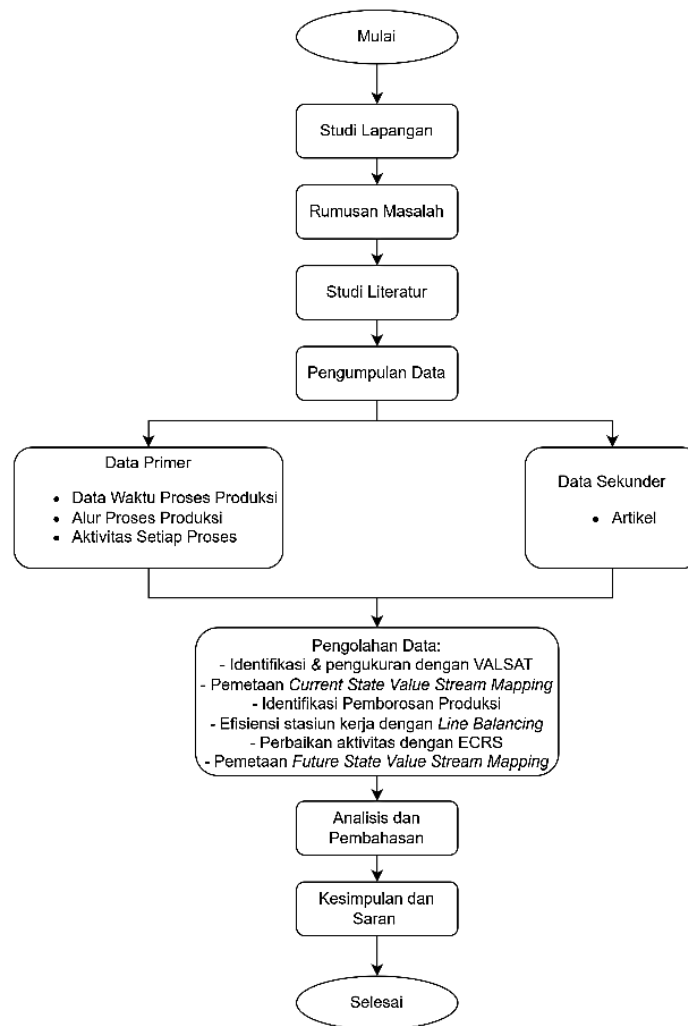 Mulai
Studi Lapangan
Rumusan Masalah
Studi Literatur
Pengumpulan Data
Data Primer
• Data Waktu Proses Produksi
• Alur Proses Produksi
• Aktivitas Setiap Proses
Data Sekunder
• Artikel
Pengolahan Data:
- Identifikasi & pengukuran dengan VALSAT
- Pemetaan Current State Value Stream Mapping
- Identifikasi Pemborosan Produksi
- Efisiensi stasiun kerja dengan Line Balancing
- Perbaikan aktivitas dengan ECRS
- Pemetaan Future State Value Stream Mapping
Analisis dan
Pembahasan
Kesimpulan dan
Saran
Selesai